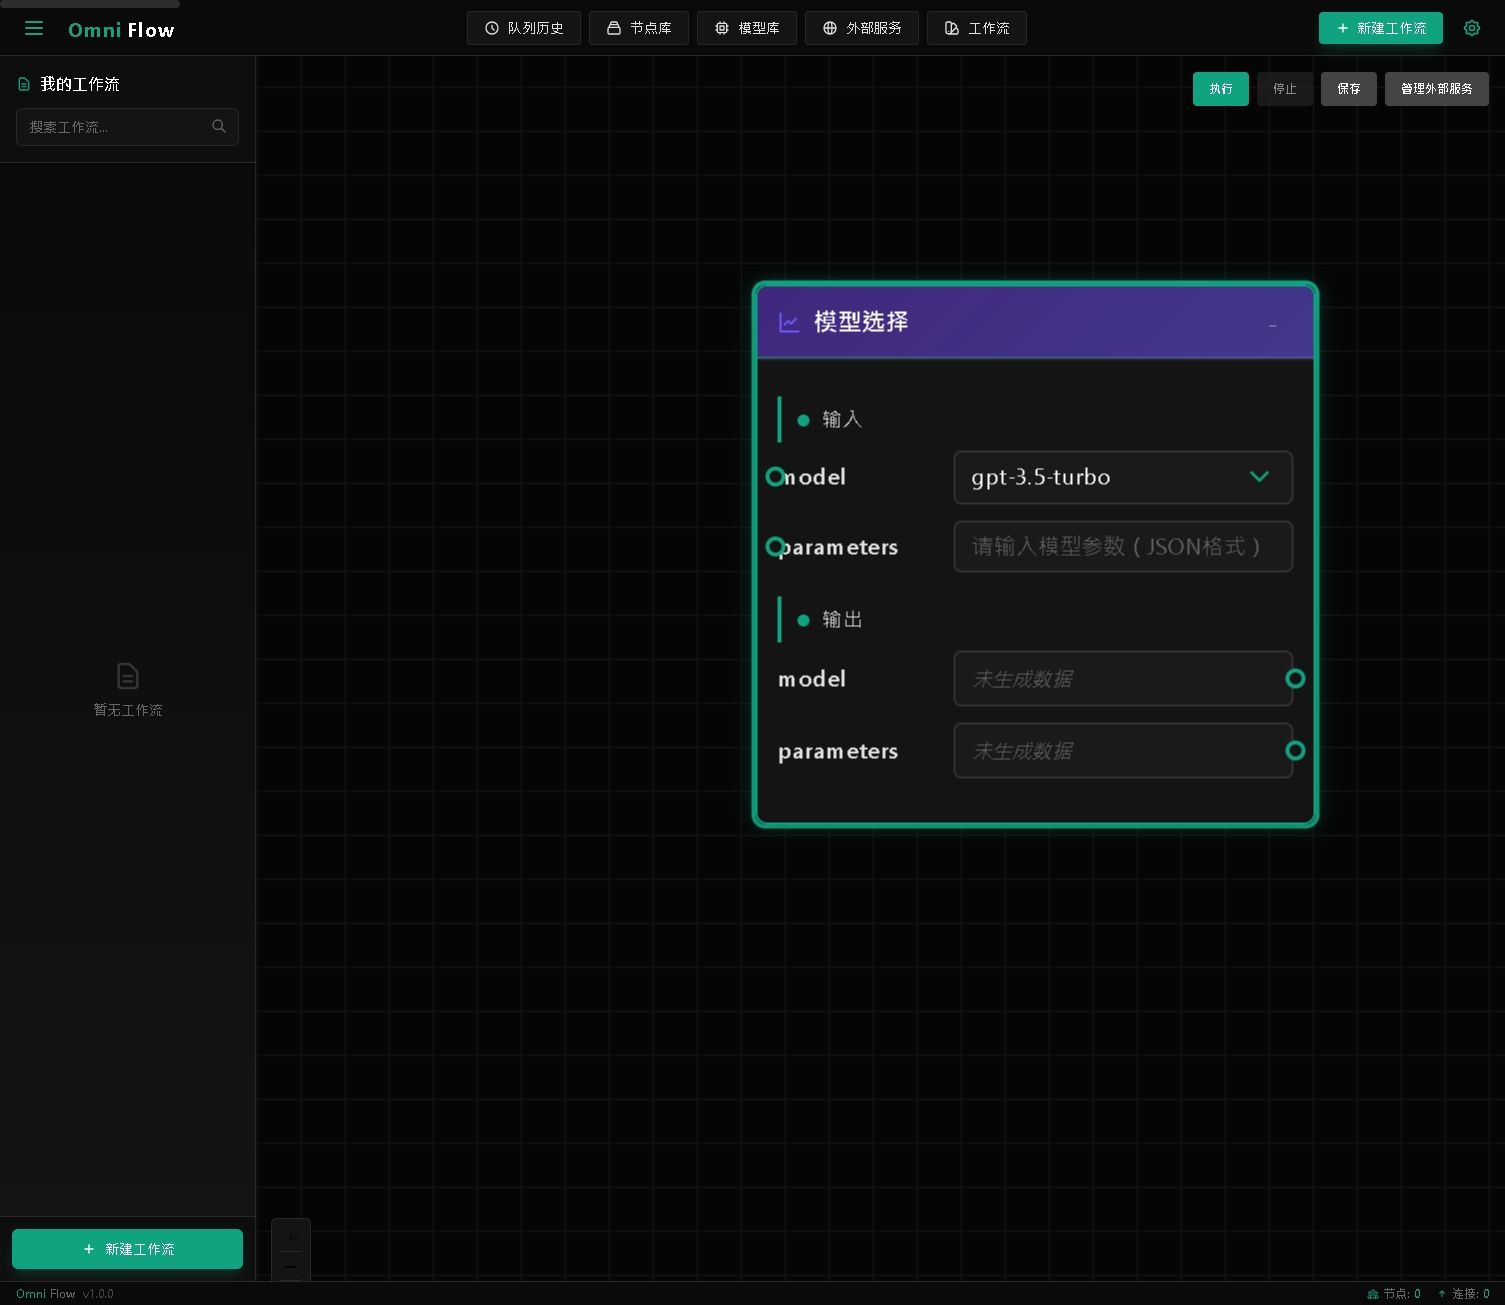 Omni Flow
队列历史
节点库
模型库
外部服务
工作流
新建工作流
我的工作流
搜索工作流...
执行
停止
保存
管理外部服务
模型选择
输入
model
gpt-3.5-turbo
parameters
请输入模型参数（JSON格式）
输出
model
未生成数据
parameters
未生成数据
暂无工作流
新建工作流
Omni Flow v1.0.0
节点: 0
连接: 0